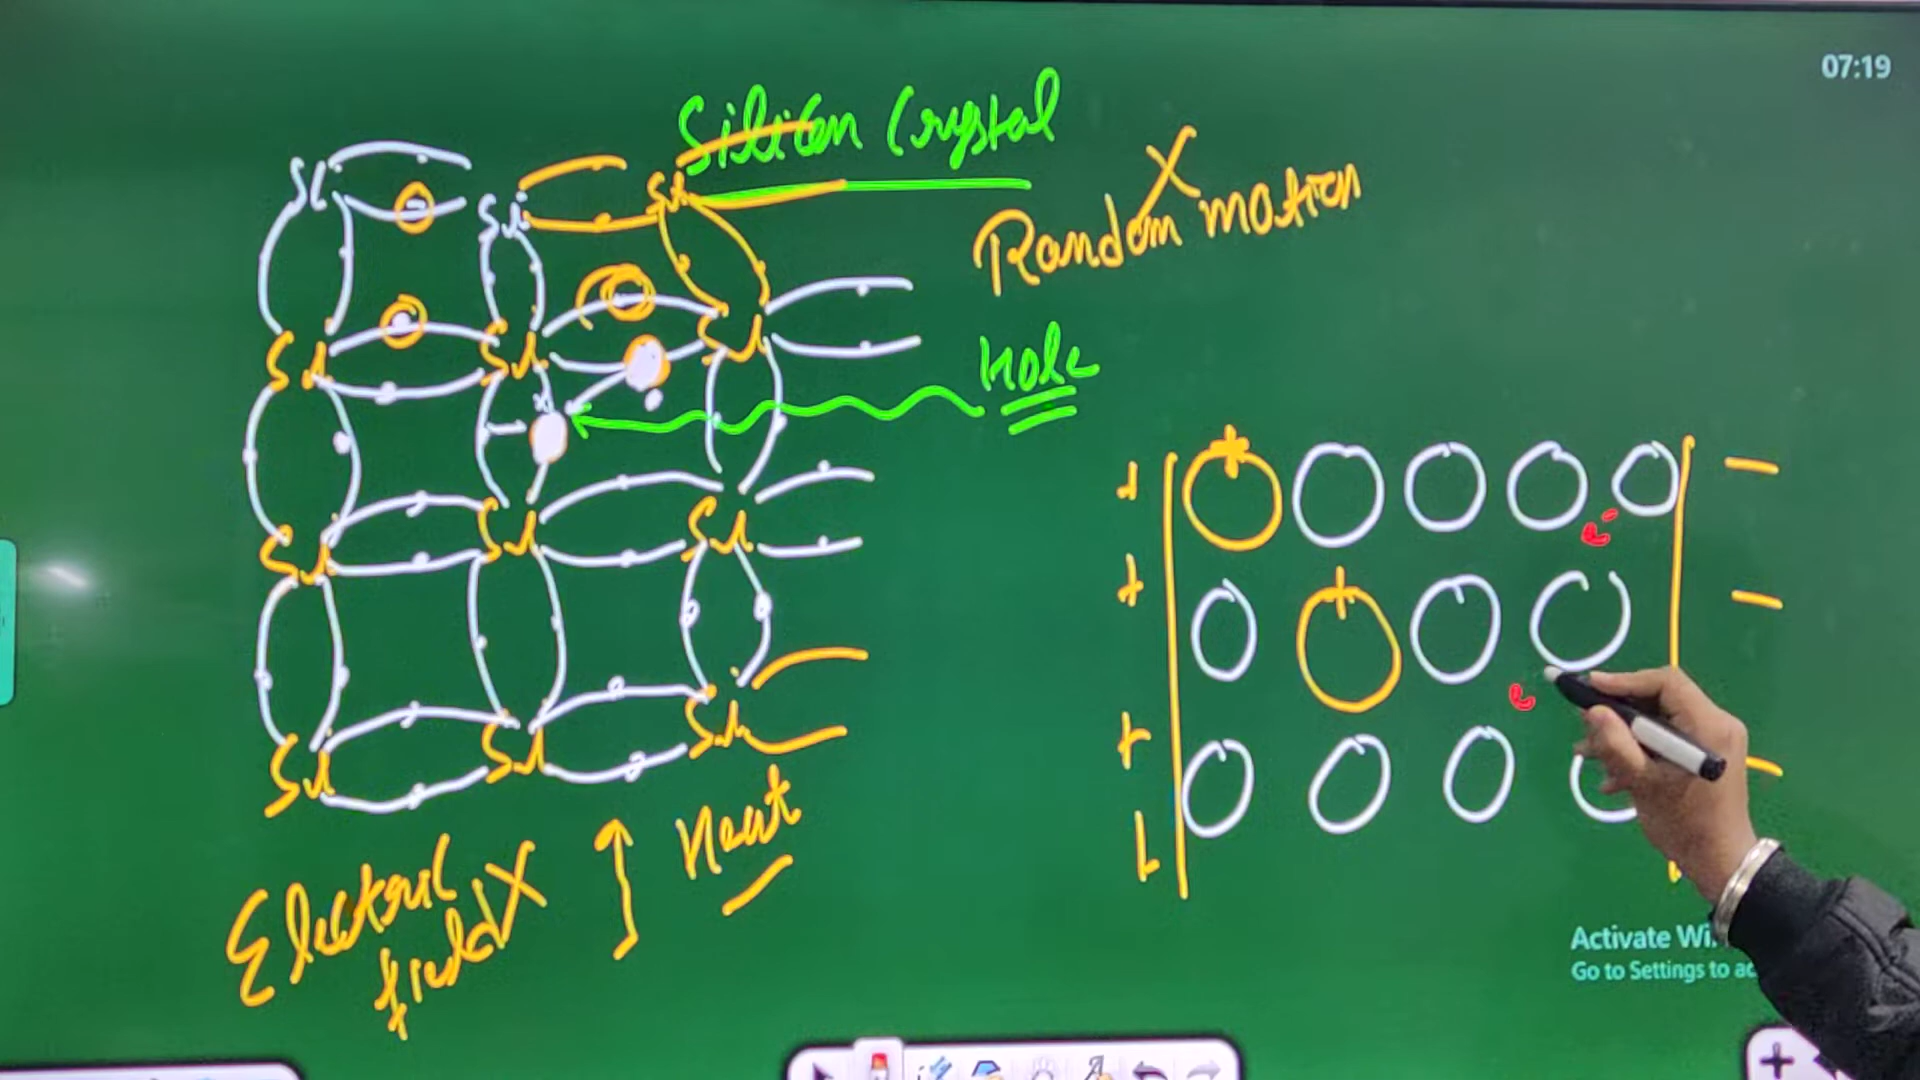 07:19
Silicon Crystal
X
Random motion
Si Si Si
Si Si Si
Hole
Si Si Si
Si Si Si
+ + −
+ −
e-
e
+ −
Heat
Electric
field X
Activate Wi
Go to Settings to ac